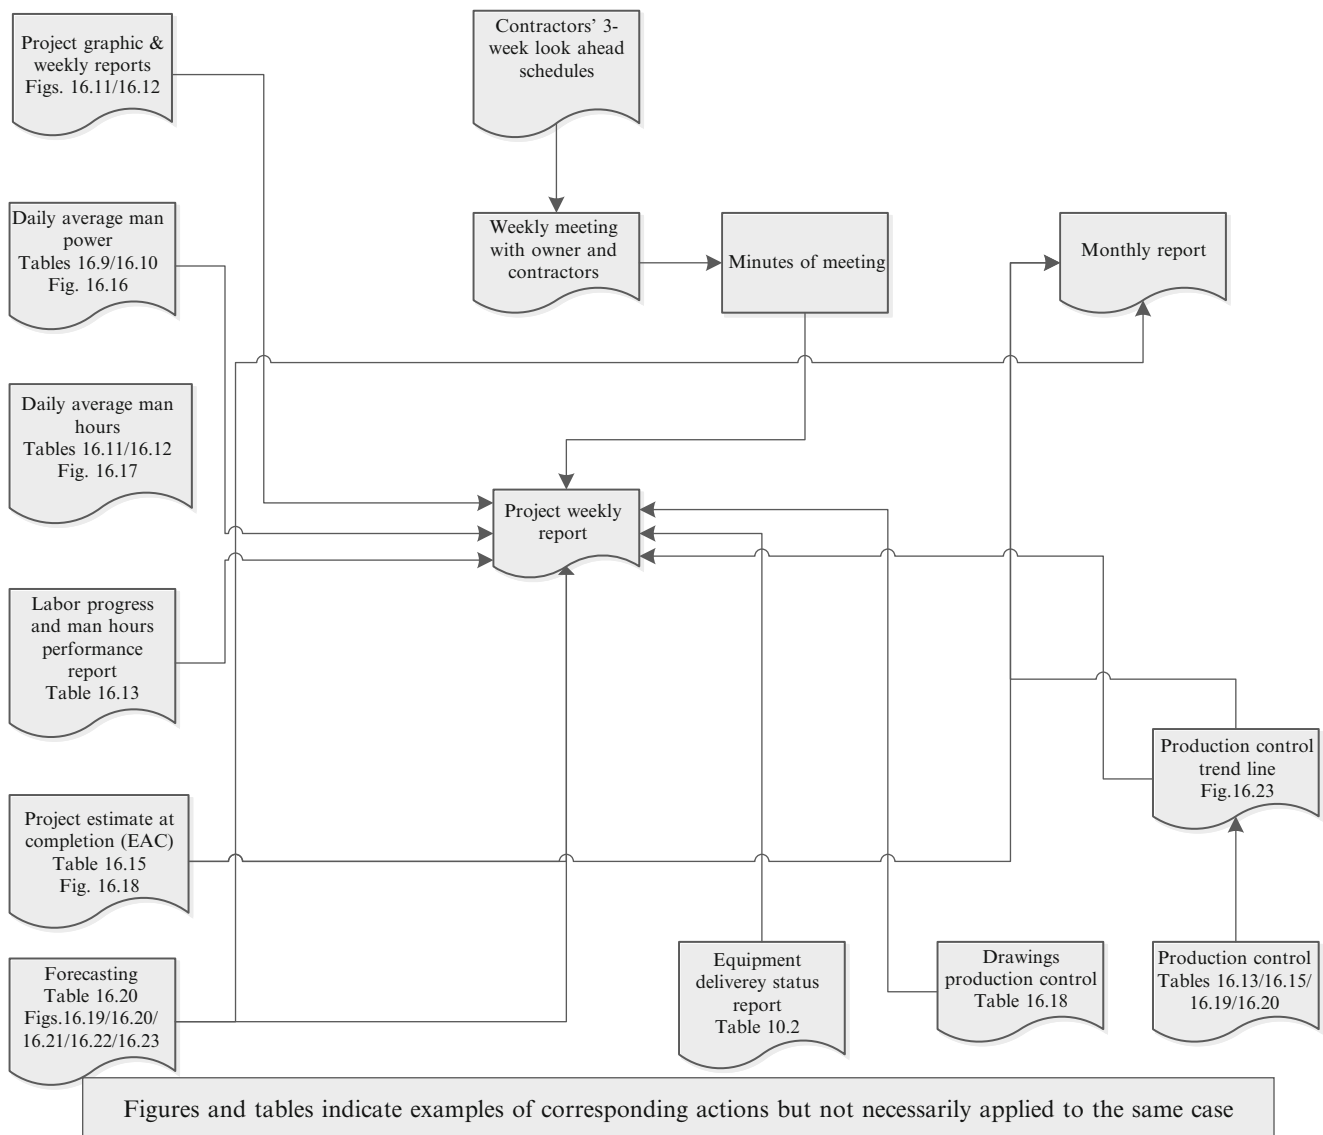 Project graphic &
weekly reports
Figs. 16.11/16.12
Contractors’ 3-
week look ahead
schedules
Daily average man
power
Tables 16.9/16.10
Fig. 16.16
Weekly meeting
with owner and
contractors
Minutes of meeting
Monthly report
Daily average man
hours
Tables 16.11/16.12
Fig. 16.17
Project weekly
report
Labor progress
and man hours
performance
report
Table 16.13
Production control
trend line
Fig.16.23
Project estimate at
completion (EAC)
Table 16.15
Fig. 16.18
Forecasting
Table 16.20
Figs.16.19/16.20/
16.21/16.22/16.23
Equipment
deliverey status
report
Table 10.2
Drawings
production control
Table 16.18
Production control
Tables 16.13/16.15/
16.19/16.20
Figures and tables indicate examples of corresponding actions but not necessarily applied to the same case